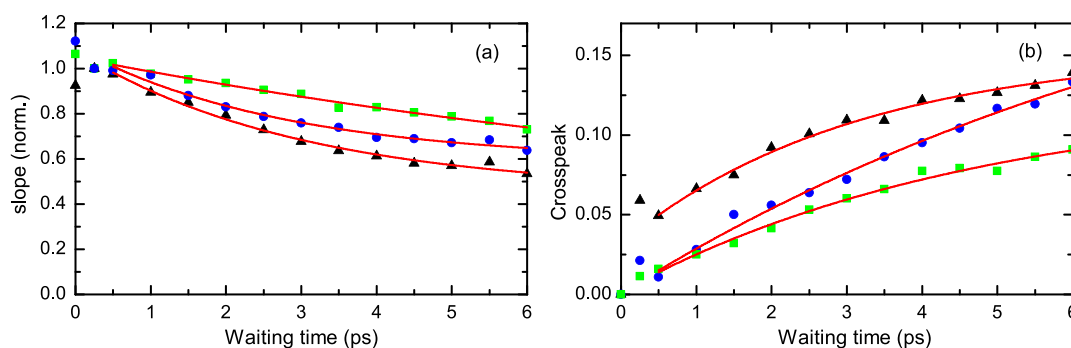 1.2
1.0
0.8
0.6
0.4
0.2
0.0
slope (norm.)
(a)
0 1 2 3 4 5 6
Waiting time (ps)
0.15
0.10
0.05
0.00
Crosspeak
(b)
0 1 2 3 4 5 6
Waiting time (ps)